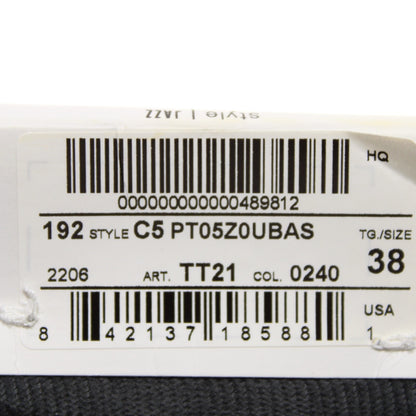 style | JAZZ
HQ
000000000000489812
192 STYLE C5 PT05Z0UBAS TG./SIZE
2206 ART. TT21 COL. 0240 38
USA
8 42137 18588 1